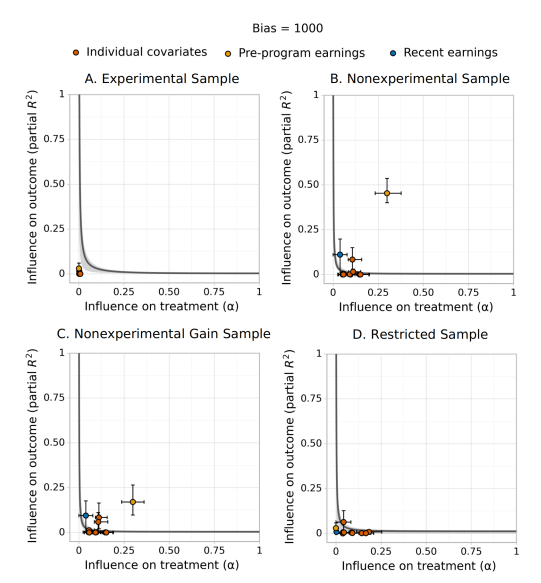 Bias = 1000
Individual covariates Pre-program earnings Recent earnings
A. Experimental Sample
Influence on outcome (partial R²)
1
0.75
0.50
0.25
0
0 0.25 0.50 0.75 1
Influence on treatment (α)
B. Nonexperimental Sample
Influence on outcome (partial R²)
1
0.75
0.50
0.25
0
0 0.25 0.50 0.75 1
Influence on treatment (α)
C. Nonexperimental Gain Sample
Influence on outcome (partial R²)
1
0.75
0.50
0.25
0
0 0.25 0.50 0.75 1
Influence on treatment (α)
D. Restricted Sample
Influence on outcome (partial R²)
1
0.75
0.50
0.25
0
0 0.25 0.50 0.75 1
Influence on treatment (α)